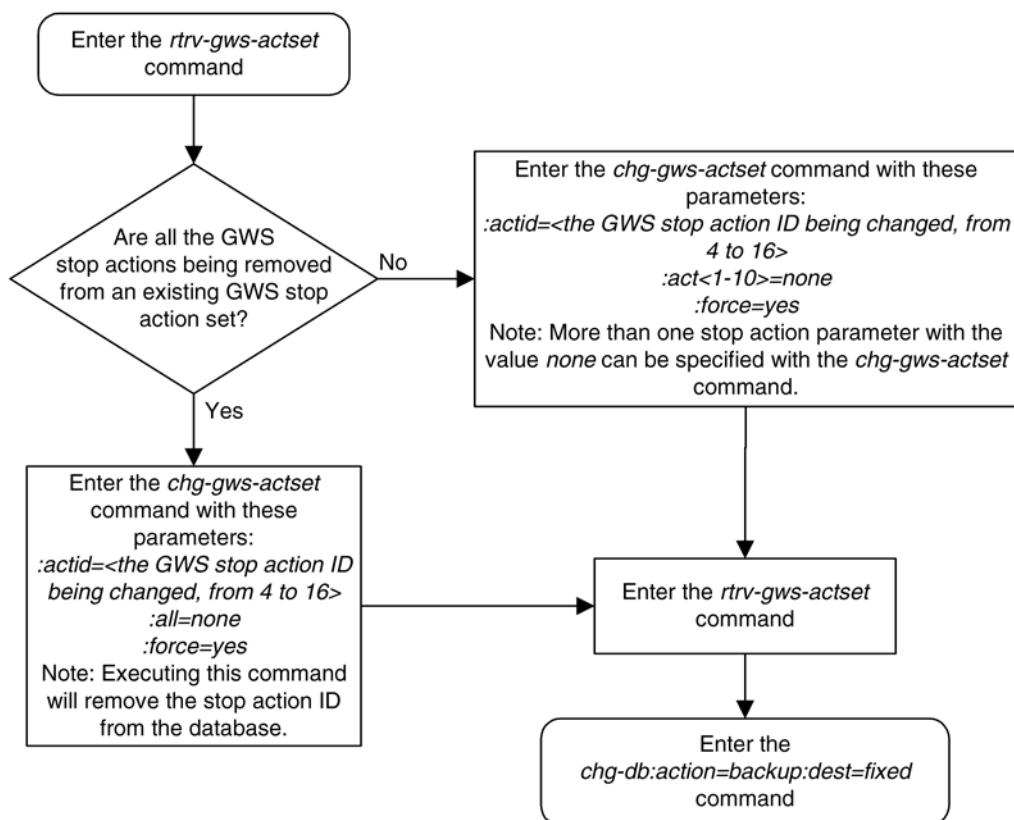 Enter the rtrv-gws-actset
command
Are all the GWS
stop actions being removed
from an existing GWS stop
action set?
No
Enter the chg-gws-actset command with these
parameters:
:actid=<the GWS stop action ID being changed, from
4 to 16>
:act<1-10>=none
:force=yes
Note: More than one stop action parameter with the
value none can be specified with the chg-gws-actset
command.
Yes
Enter the chg-gws-actset
command with these
parameters:
:actid=<the GWS stop action ID
being changed, from 4 to 16>
:all=none
:force=yes
Note: Executing this command
will remove the stop action ID
from the database.
Enter the rtrv-gws-actset
command
Enter the
chg-db:action=backup:dest=fixed
command